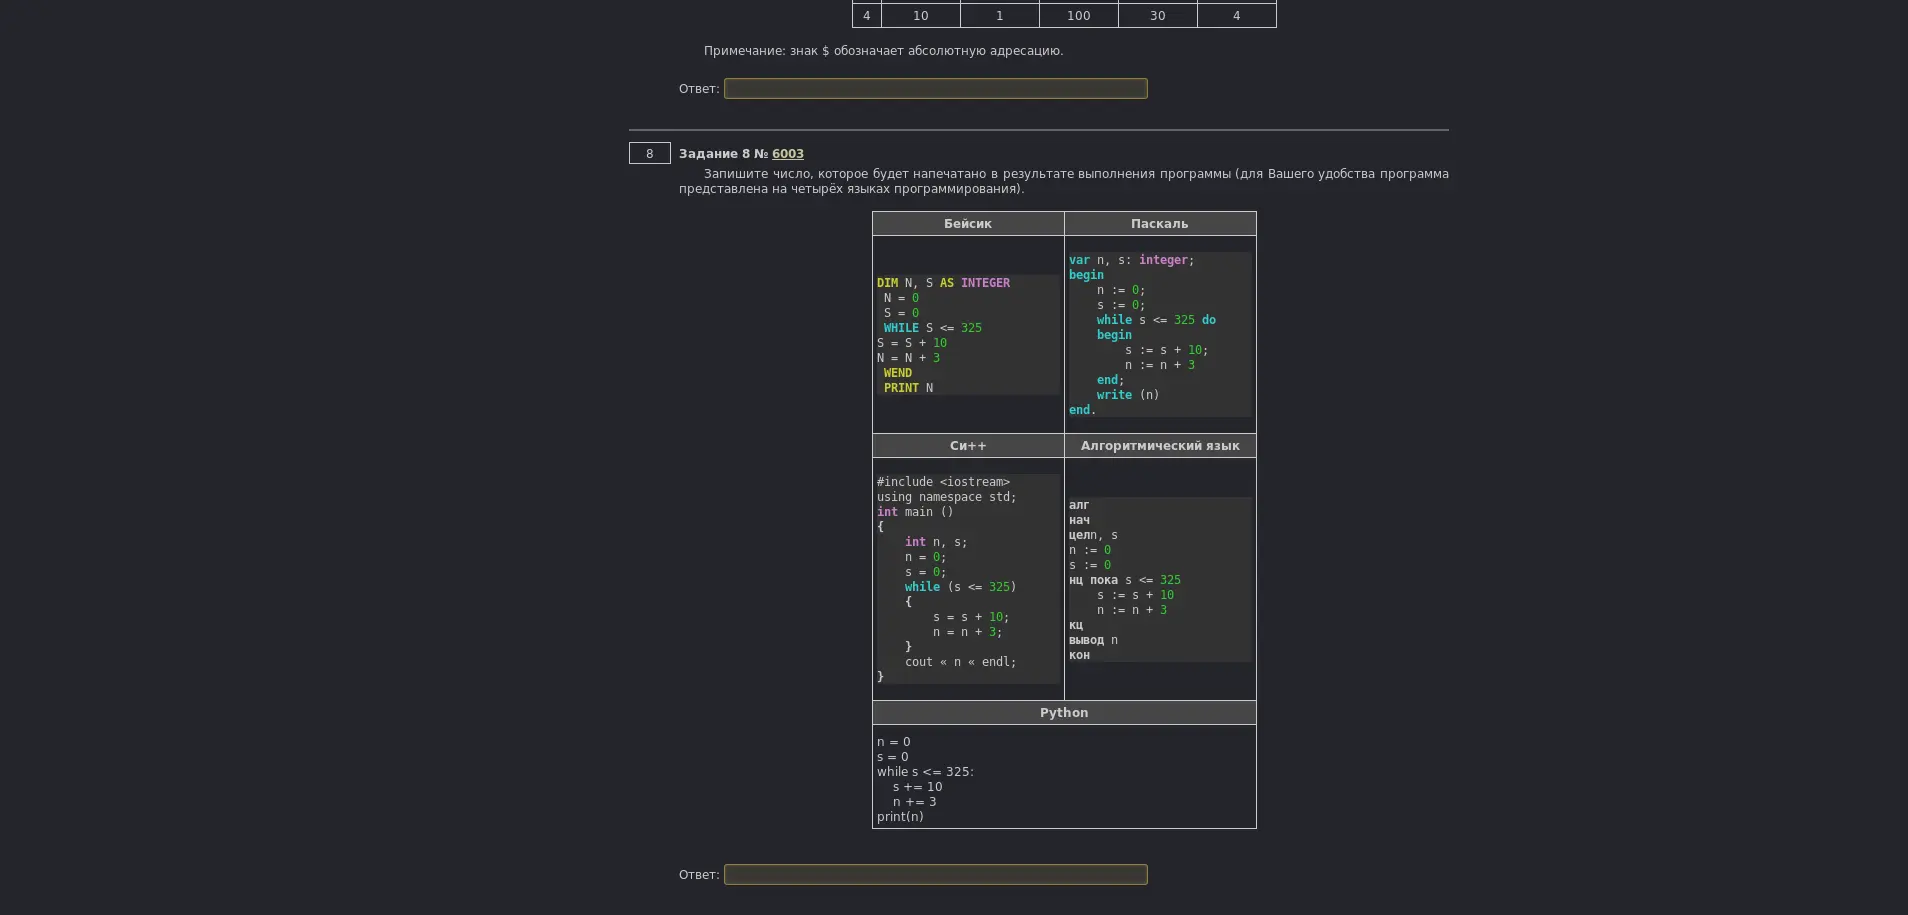 4 10 1 100 30 4
Примечание: знак $ обозначает абсолютную адресацию.
Ответ:
8 Задание 8 № 6003
Запишите число, которое будет напечатано в результате выполнения программы (для Вашего удобства программа
представлена на четырёх языках программирования).
Бейсик
DIM N, S AS INTEGER
N = 0
S = 0
WHILE S <= 325
S = S + 10
N = N + 3
WEND
PRINT N
Паскаль
var n, s: integer;
begin
n := 0;
s := 0;
while s <= 325 do
begin
s := s + 10;
n := n + 3
end;
write (n)
end.
Си++
#include <iostream>
using namespace std;
int main ()
{
int n, s;
n = 0;
s = 0;
while (s <= 325)
{
s = s + 10;
n = n + 3;
}
cout « n « endl;
}
Алгоритмический язык
алг
нач
целn, s
n := 0
s := 0
нц пока s <= 325
s := s + 10
n := n + 3
кц
вывод n
кон
Python
n = 0
s = 0
while s <= 325:
s += 10
n += 3
print(n)
Ответ: